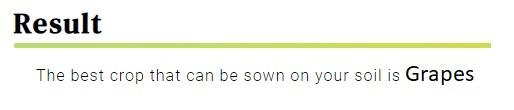 Result
The best crop that can be sown on your soil is Grapes